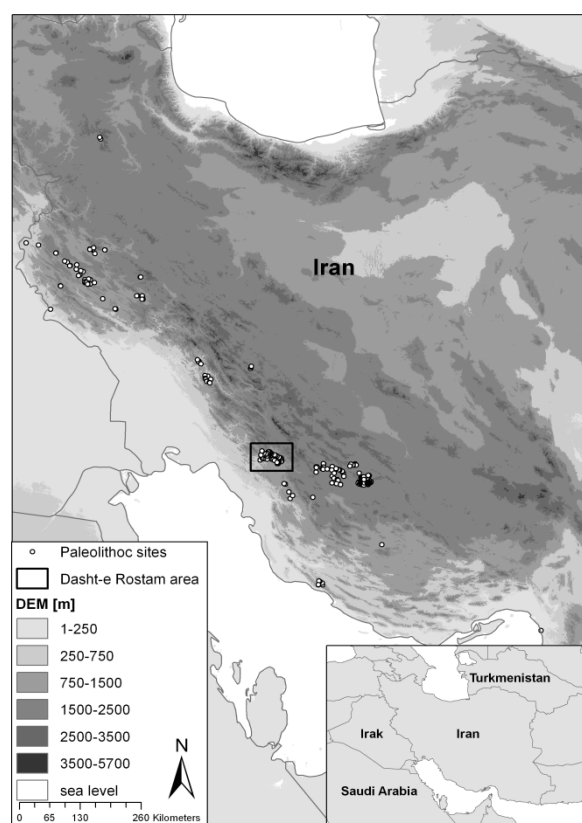 Iran
Paleolithoc sites
Dasht-e Rostam area
DEM [m]
1-250
250-750
750-1500
1500-2500
2500-3500
3500-5700
sea level
N
0 65 130 260 Kilometers
Turkmenistan
Irak
Iran
Saudi Arabia